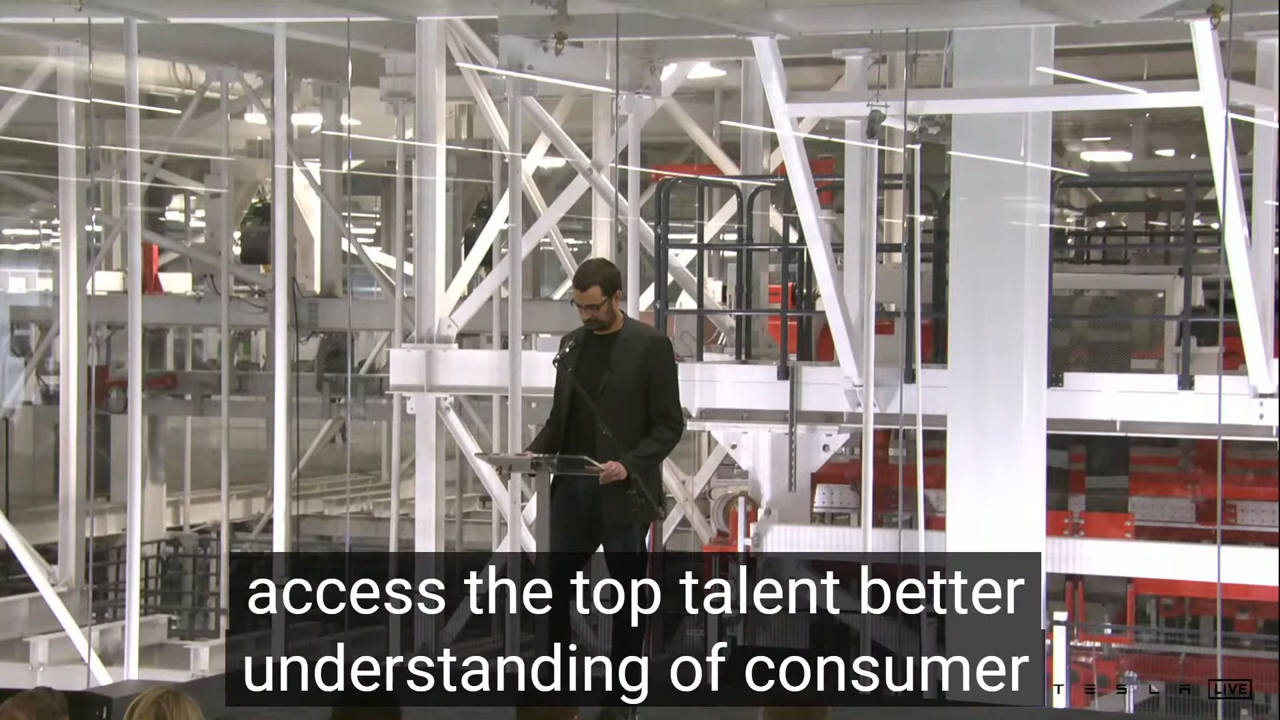 access the top talent better
understanding of consumer
TESLA LIVE